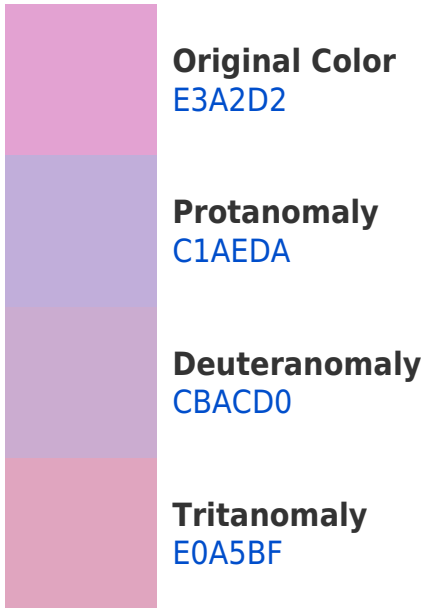 Original Color
E3A2D2
Protanomaly
C1AEDA
Deuteranomaly
CBACD0
Tritanomaly
E0A5BF